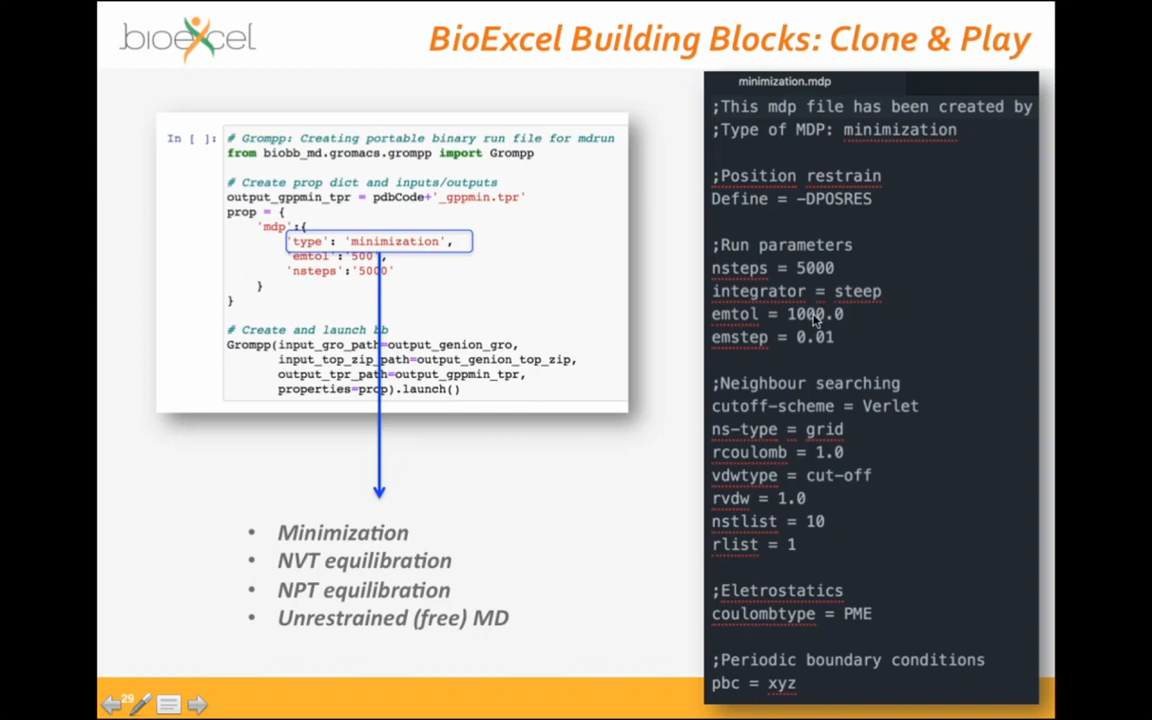 bioexcel
BioExcel Building Blocks: Clone & Play
In [ ]:
# Grompp: Creating portable binary run file for mdrun
from biobb_md.gromacs.grompp import Grompp
# Create prop dict and inputs/outputs
output_gppmin_tpr = pdbCode+'_gppmin.tpr'
prop = {
'mdp':{
'type': 'minimization',
'emtol':'500',
'nsteps':'5000'
}
}
# Create and launch bb
Grompp(input_gro_path=output_genion_gro,
input_top_zip_path=output_genion_top_zip,
output_tpr_path=output_gppmin_tpr,
properties=prop).launch()
• Minimization
• NVT equilibration
• NPT equilibration
• Unrestrained (free) MD
minimization.mdp
;This mdp file has been created by
;Type of MDP: minimization
;Position restrain
Define = -DPOSRES
;Run parameters
nsteps = 5000
integrator = steep
emtol = 1000.0
emstep = 0.01
;Neighbour searching
cutoff-scheme = Verlet
ns-type = grid
rcoulomb = 1.0
vdwtype = cut-off
rvdw = 1.0
nstlist = 10
rlist = 1
;Eletrostatics
coulombtype = PME
;Periodic boundary conditions
pbc = xyz
29